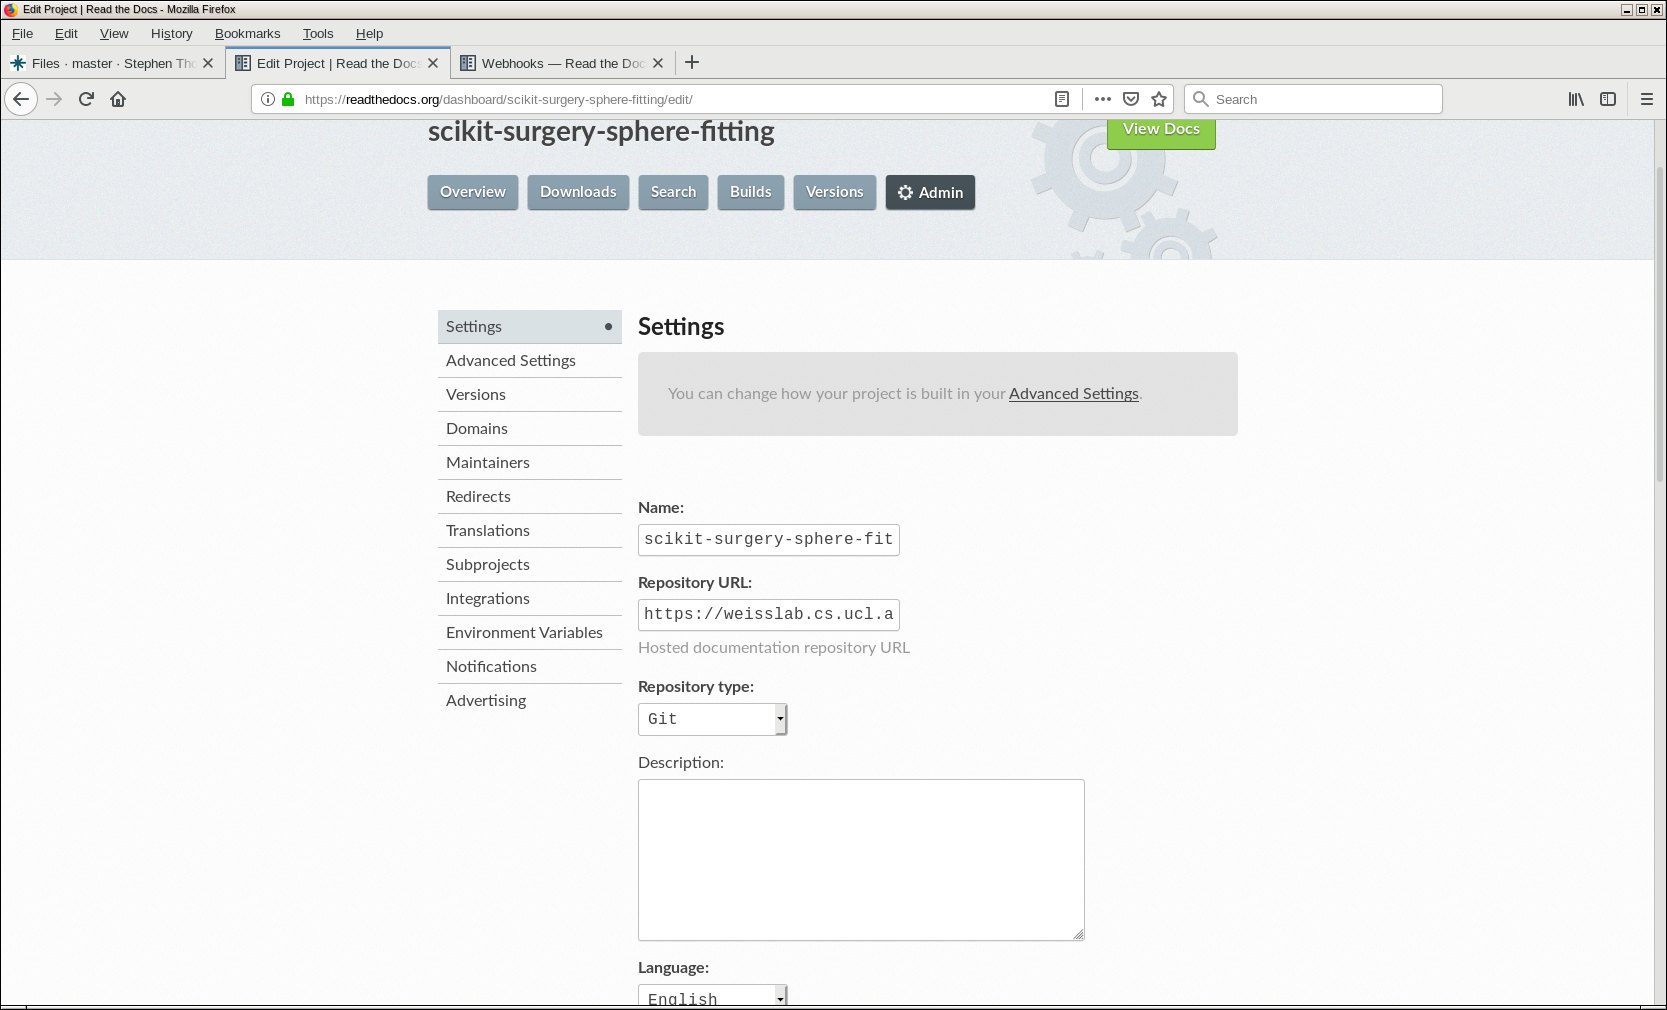 Edit Project | Read the Docs - Mozilla Firefox
File Edit View History Bookmarks Tools Help
Files · master · Stephen Tho Edit Project | Read the Docs Webhooks — Read the Doc
https://readthedocs.org/dashboard/scikit-surgery-sphere-fitting/edit/ Search
scikit-surgery-sphere-fitting View Docs
Overview Downloads Search Builds Versions Admin
Settings
Advanced Settings
Versions
Domains
Maintainers
Redirects
Translations
Subprojects
Integrations
Environment Variables
Notifications
Advertising
Settings
You can change how your project is built in your Advanced Settings.
Name:
scikit-surgery-sphere-fit
Repository URL:
https://weisslab.cs.ucl.a
Hosted documentation repository URL
Repository type:
Git
Description:
Language:
English